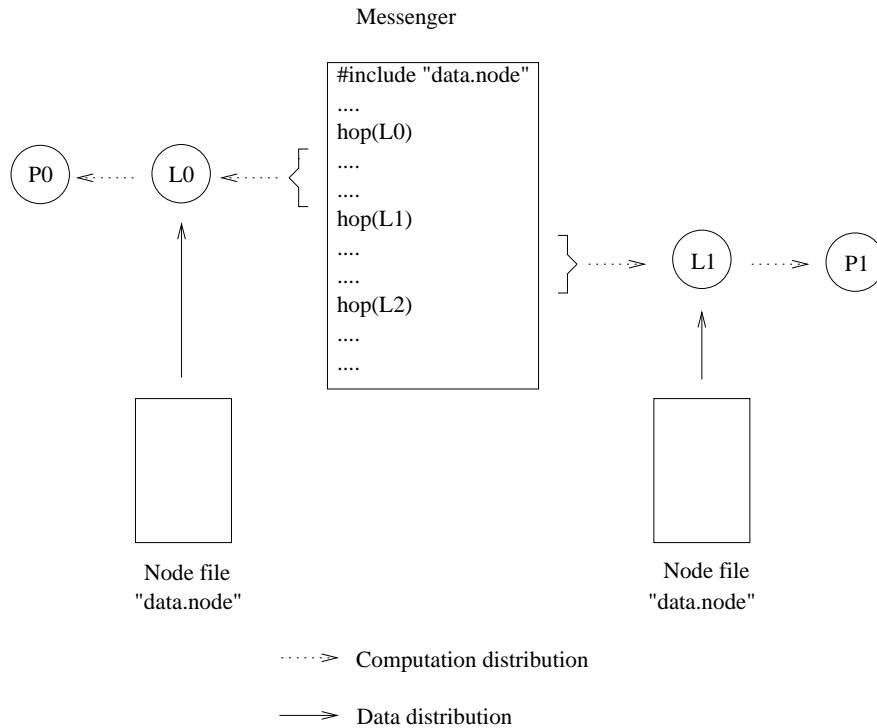 Messenger
#include "data.node"
....
hop(L0)
....
....
hop(L1)
....
....
hop(L2)
....
....
P0
L0
L1
P1
Node file
"data.node"
Node file
"data.node"
Computation distribution
Data distribution